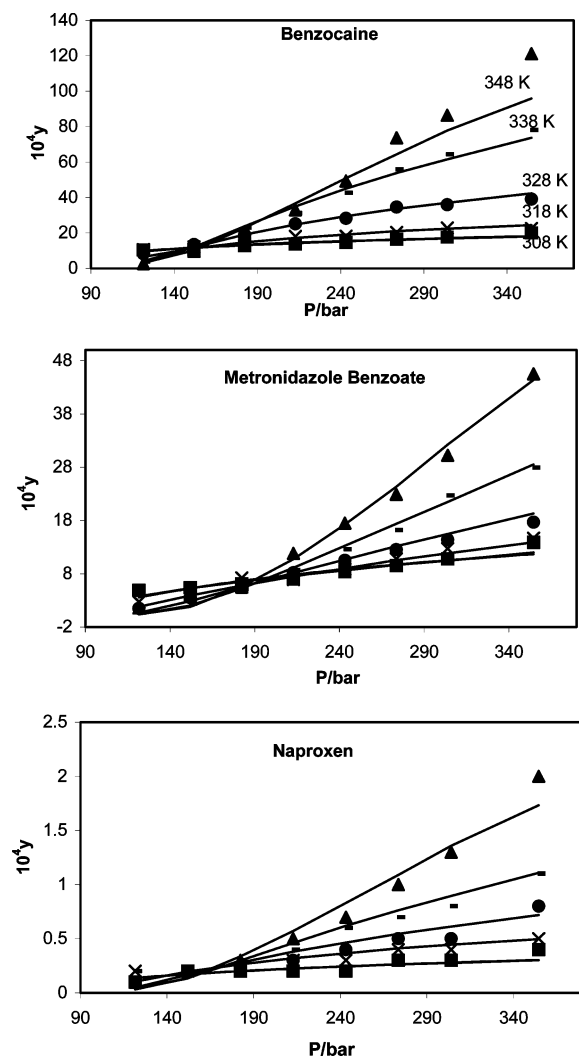 Benzocaine
140
120
100
80
60
40
20
0
10⁴y
348 K
338 K
328 K
318 K
308 K
90 140 190 240 290 340
P/bar
Metronidazole Benzoate
48
38
28
18
8
-2
10⁴y
90 140 190 240 290 340
P/bar
Naproxen
2.5
2
1.5
1
0.5
0
10⁴y
90 140 190 240 290 340
P/bar